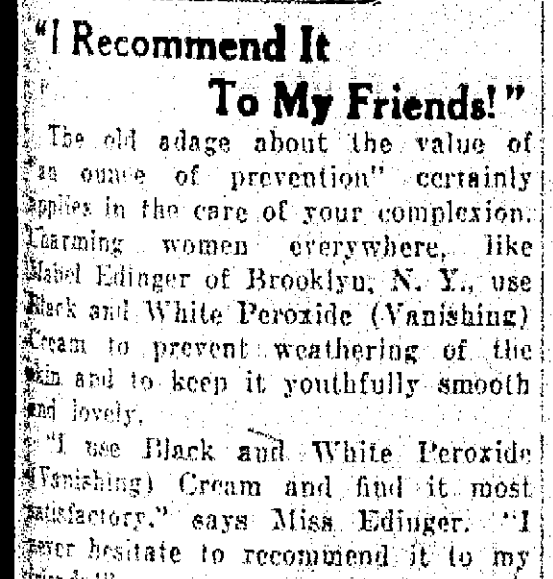 "I Recommend It
To My Friends!"
The old adage about the value of
"an ounce of prevention" certainly
applies in the care of your complexion.
Charming women everywhere, like
Mabel Edinger of Brooklyn, N. Y., use
Black and White Peroxide (Vanishing)
Cream to prevent weathering of the
skin and to keep it youthfully smooth
and lovely.
"I use Black and White Peroxide
(Vanishing) Cream and find it most
satisfactory," says Miss Edinger. "I
never hesitate to recommend it to my
friends!"